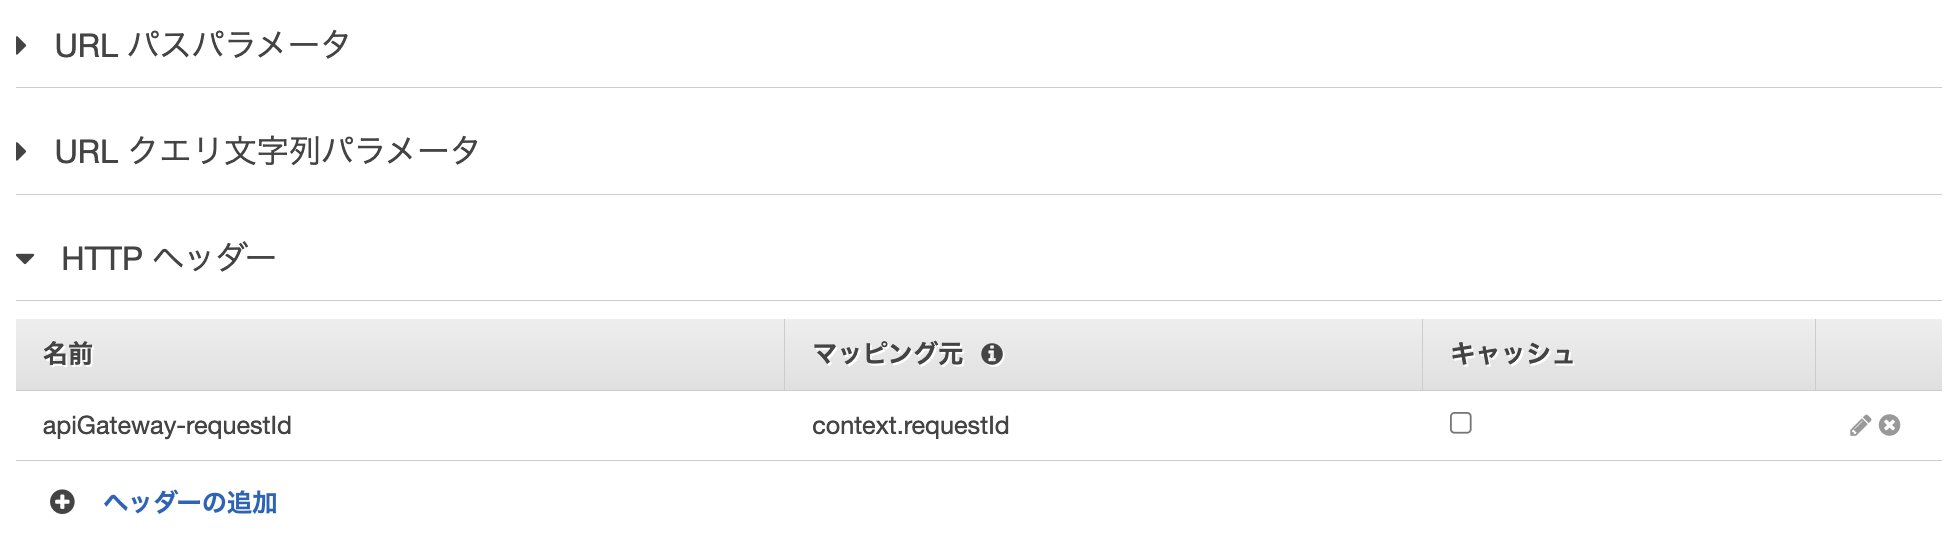 URL パスパラメータ
URL クエリ文字列パラメータ
HTTP ヘッダー
名前 マッピング元 キャッシュ
apiGateway-requestId context.requestId
ヘッダーの追加